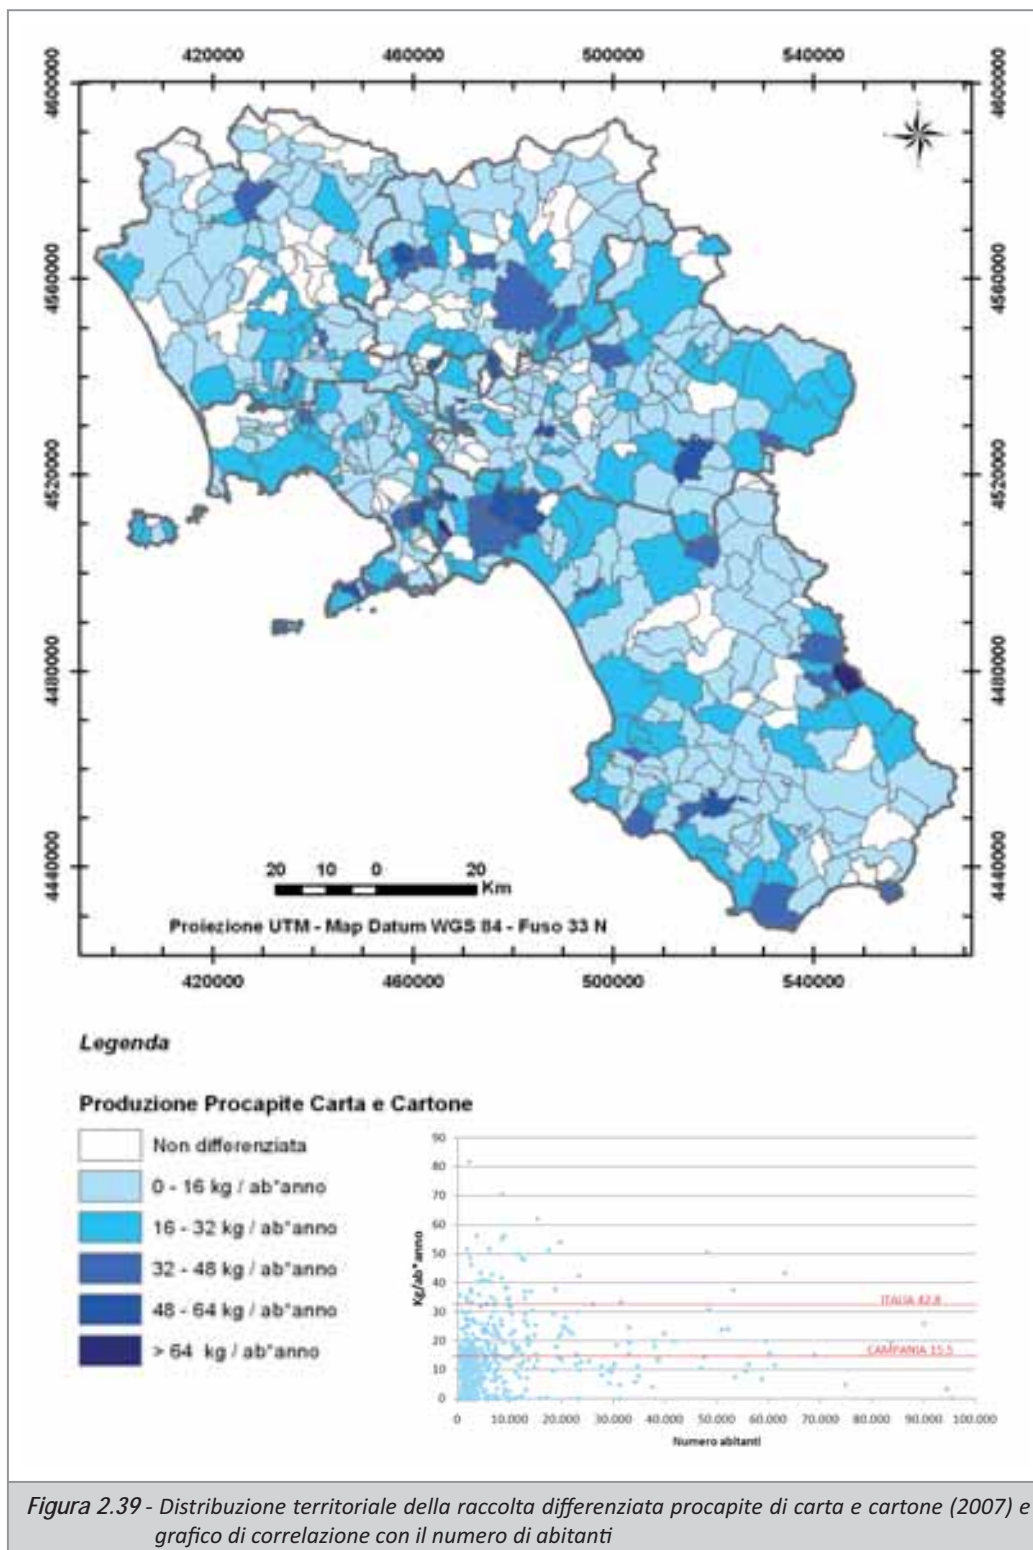 420000 460000 500000 540000
4600000 4600000
4560000 4560000
4520000 4520000
4480000 4480000
4440000 4440000
20 10 0 20
Km
Proiezione UTM - Map Datum WGS 84 - Fuso 33 N
420000 460000 500000 540000
Legenda
Produzione Procapite Carta e Cartone
Non differenziata
0 - 16 kg / ab*anno
16 - 32 kg / ab*anno
32 - 48 kg / ab*anno
48 - 64 kg / ab*anno
> 64 kg / ab*anno
Kg/ab*anno
90
80
70
60
50
40
30
20
10
0
ITALIA 42.8
CAMPANIA 15.5
0 10.000 20.000 30.000 40.000 50.000 60.000 70.000 80.000 90.000 100.000
Numero abitanti
Figura 2.39 - Distribuzione territoriale della raccolta differenziata procapite di carta e cartone (2007) e
grafico di correlazione con il numero di abitanti